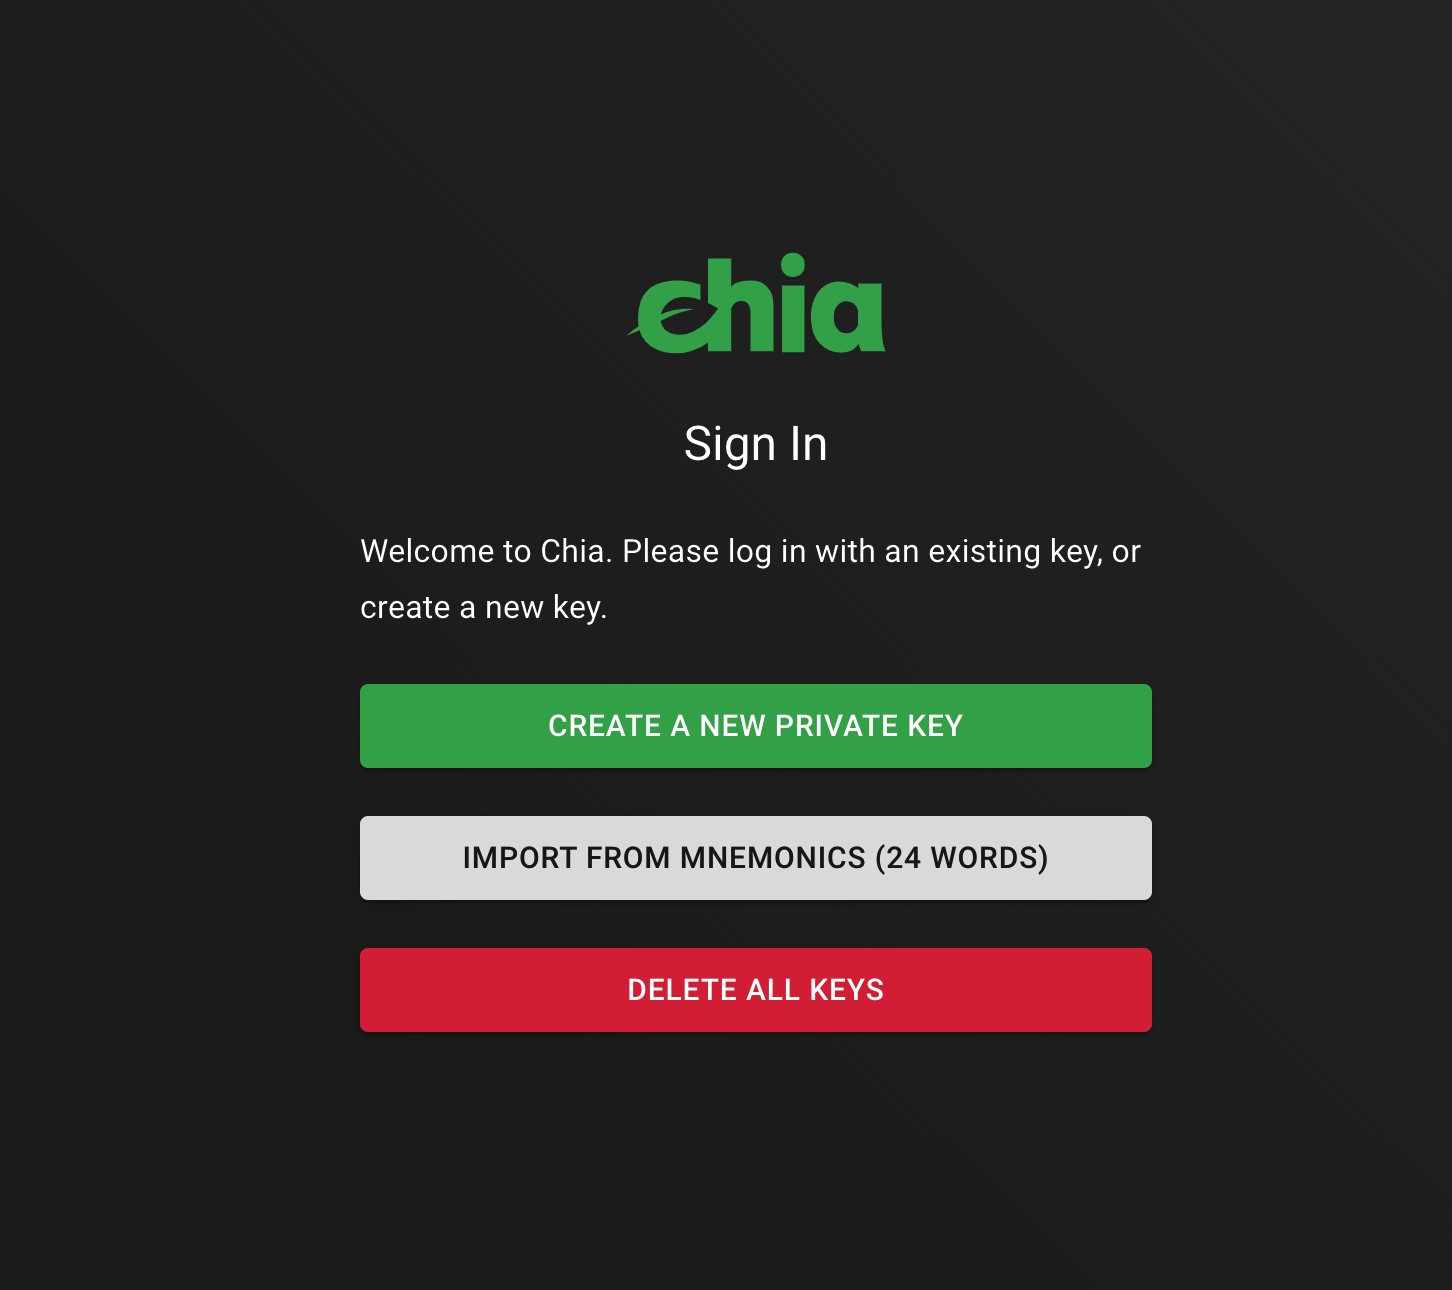 chia
Sign In
Welcome to Chia. Please log in with an existing key, or
create a new key.
CREATE A NEW PRIVATE KEY
IMPORT FROM MNEMONICS (24 WORDS)
DELETE ALL KEYS